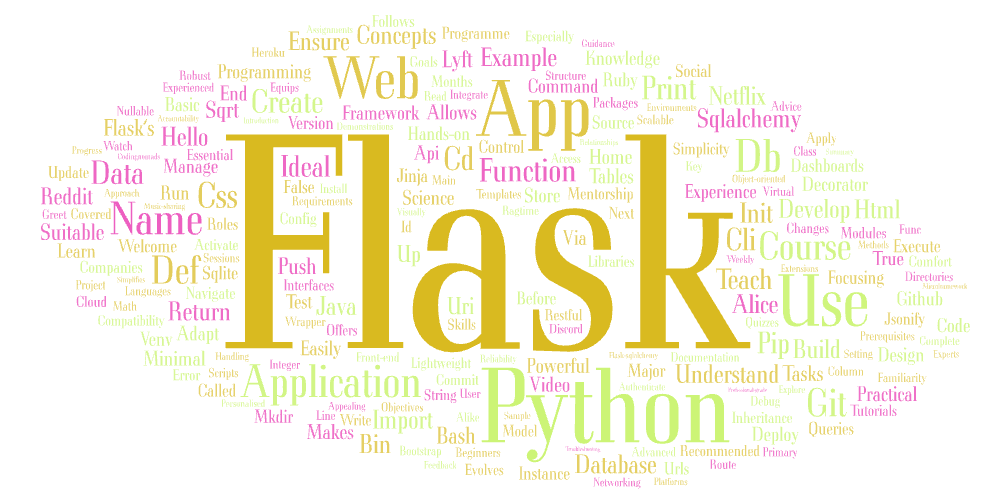 Follows
Assignments
Ensure
Concepts
Programme
Especially
Guidance
Heroku
Web
Goals
Lyft
Example
Knowledge
Robust
Experienced
Programming
Months
App
Structure
Command
Ruby
Print
Social
Equips
Read
Integrate
Netflix
Nullable
Basic
End
Sqrt
Create
Framework
Allows
Packages
Environments
Advice
Accountability
Introduction
Version
Hands-on
Source
Scalable
Sqlalchemy
Flask's
Hello
Control
Simplicity
Class
Apply
Progress
Watch
Essential
Ideal
Api
Cd
Function
Access
Home
Db
Dashboards
Update
Data
Manage
Jinja
Main
Tables
Key
Object-oriented
Approach
False
Install
Science
Templates
Store
Mentorship
Experience
Virtual
Decorator
Reddit
Run
Css
Requirements
Next
Init
Develop
Html
Greet
Covered
Name
Roles
Config
Id
Via
Changes
Modules
Func
Suitable
Flask
Cli
Course
Methods
Execute
Learn
Welcome
Activate
Up
Weekly
True
Comfort
Companies
Def
Sessions
Sqlite
Push
Libraries
Teach
Extensions
Focusing
Directories
Project
Languages
Navigate
Interfaces
Use
Cloud
Math
Return
Test
Java
Uri
Before
Alice
Github
Compatibility
Wrapper
Offers
Skills
Restful
Discord
Quizzes
Jsonify
Code
Venv
Adapt
Easily
Pip
Build
Prerequisites
Complete
Minimal
Handling
Front-end
Lightweight
Reliability
Flask-sqlalchemy
Documentation
Setting
Design
Experts
Error
Scripts
Integer
Powerful
Major
Understand
Tasks
Column
Familiarity
Called
Application
Commit
Python
Video
Authenticate
Explore
Personalized
String
User
Debug
Git
Practical
Mkdir
Appealing
Objectives
Alike
Sample
Inheritance
Tutorials
Line
Write
Import
Makes
Bash
Model
Deploy
Queries
Bin
Bootstrap
Beginners
Advanced
Recommended
Primary
Feedback
Evolves
Instance
Database
Urls
Route
Networking
Platforms